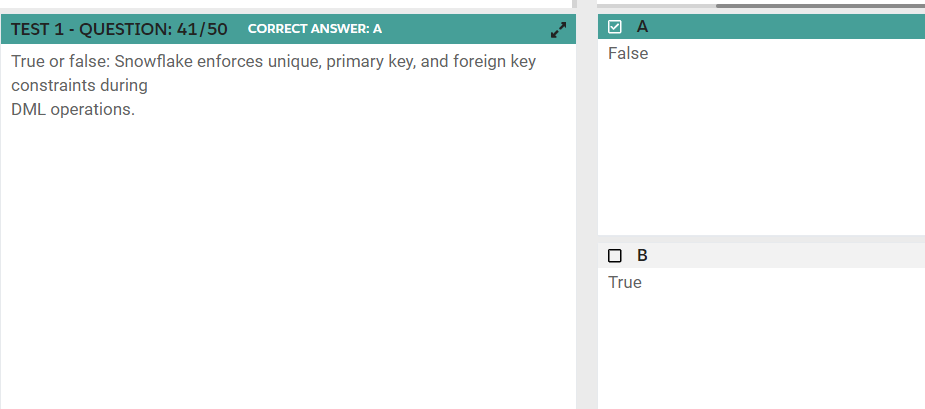 TEST 1 - QUESTION: 41/50 CORRECT ANSWER: A
True or false: Snowflake enforces unique, primary key, and foreign key
constraints during
DML operations.
A
False
B
True